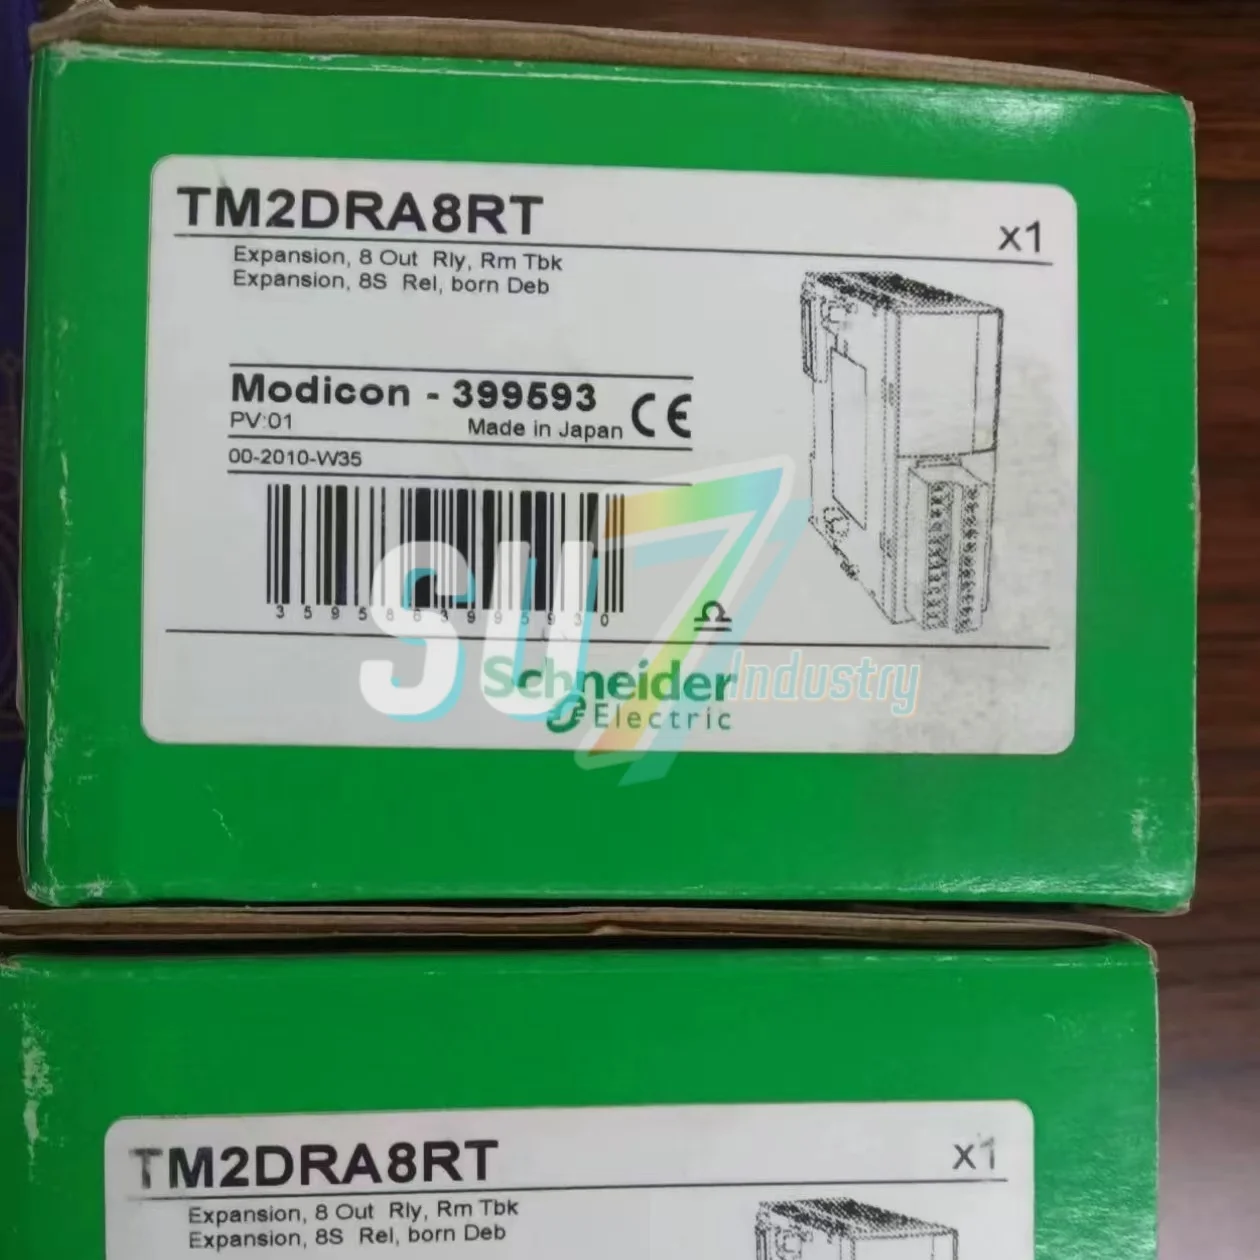 TM2DRA8RT
x1
Expansion, 8 Out Rly, Rm Tbk
Expansion, 8S Rel, born Deb
Modicon - 399593
PV:01
Made in Japan
CE
00-2010-W35
3595863995930
SU7 Industry
Schneider
Electric
TM2DRA8RT
x1
Expansion, 8 Out Rly, Rm Tbk
Expansion, 8S Rel, born Deb